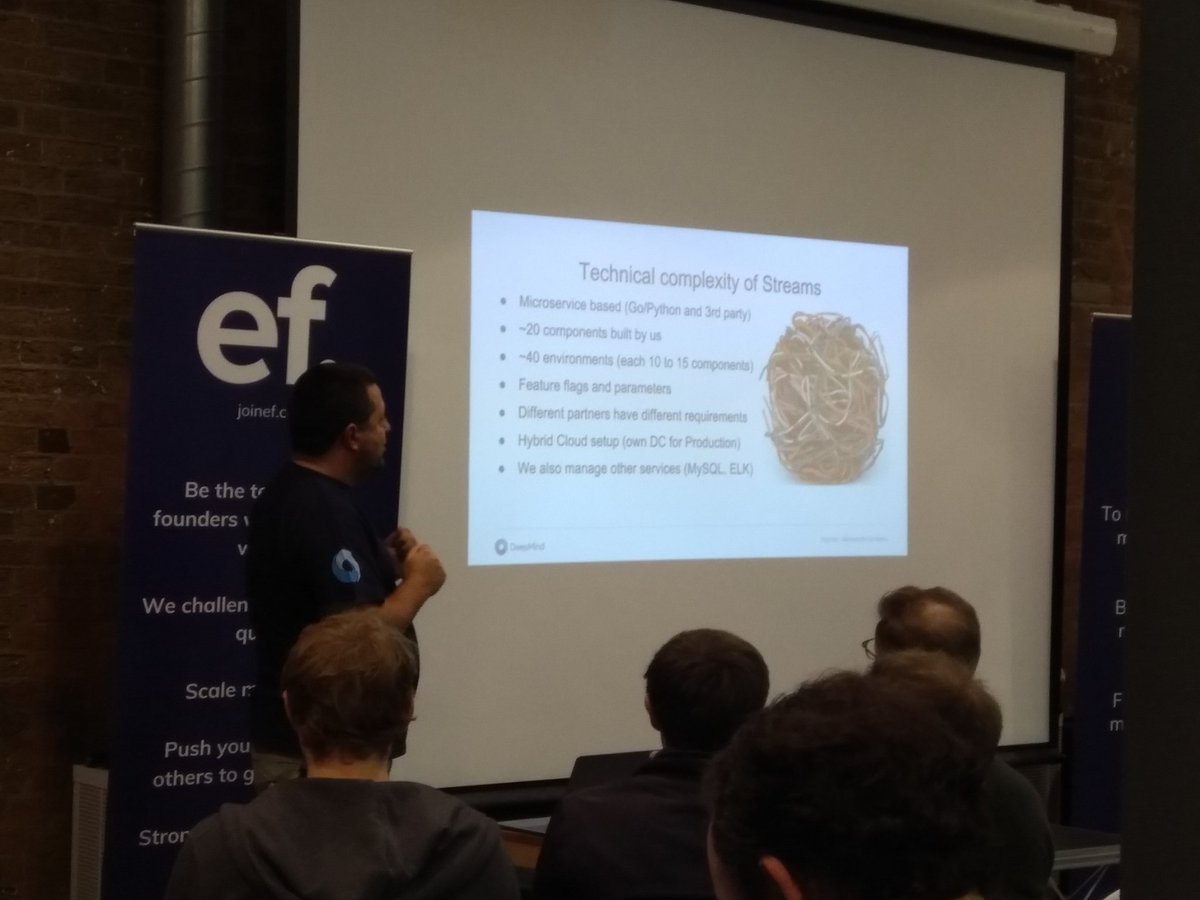 ef
joinef.c
Be the te
founders v
v
We challen
qu
Scale m
Push you
others to g
Stron
Technical complexity of Streams
Microservice based (Go/Python and 3rd party)
~20 components built by us
~40 environments (each 10 to 15 components)
Feature flags and parameters
Different partners have different requirements
Hybrid Cloud setup (own DC for Production)
We also manage other services (MySQL, ELK)
DeepMind
To
m
B
r
F
m